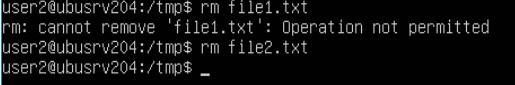 user2@ubusrv204:/tmp$ rm file1.txt
rm: cannot remove 'file1.txt': Operation not permitted
user2@ubusrv204:/tmp$ rm file2.txt
user2@ubusrv204:/tmp$ _